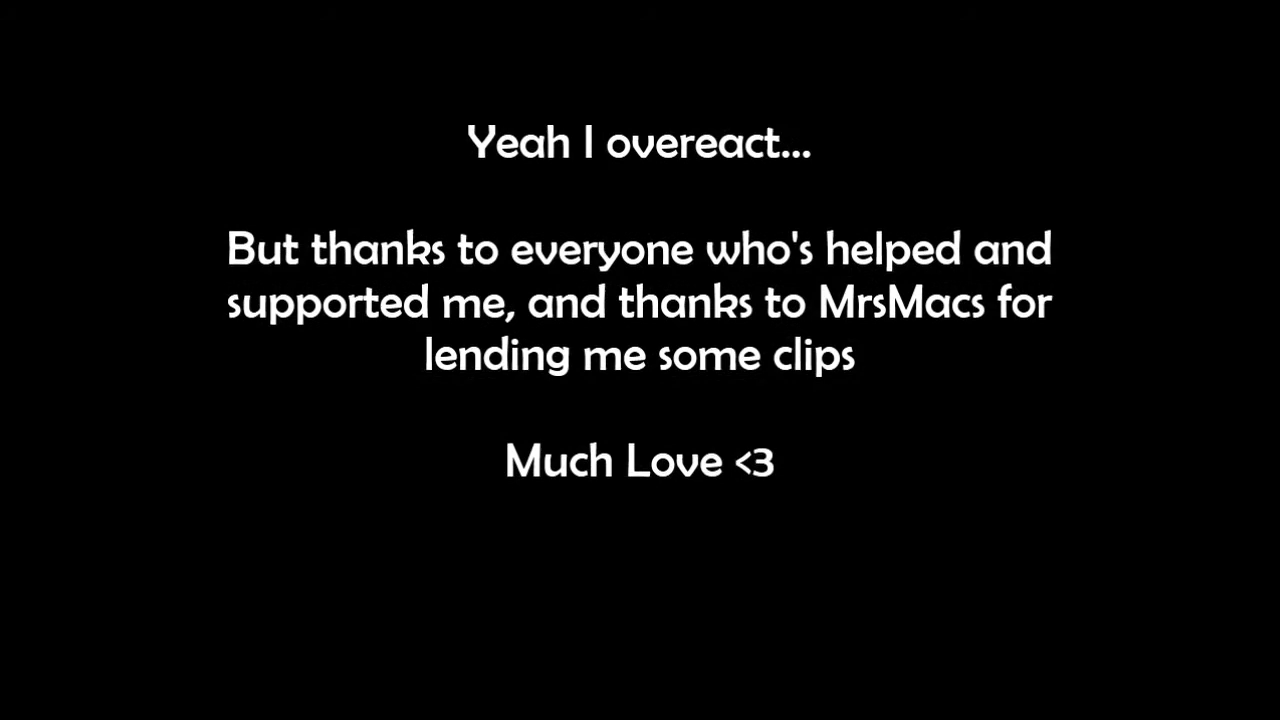 Yeah I overeact...
But thanks to everyone who's helped and
supported me, and thanks to MrsMacs for
lending me some clips
Much Love <3